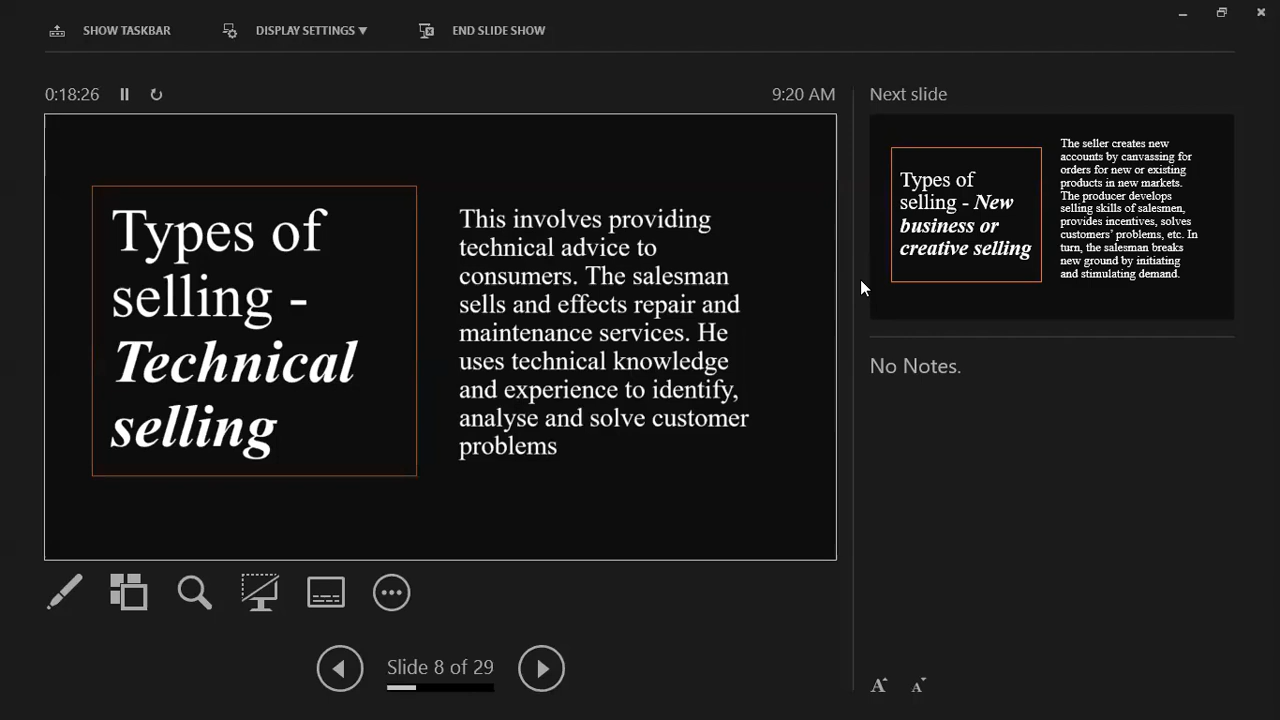 SHOW TASKBAR
DISPLAY SETTINGS ▼
END SLIDE SHOW
0:18:26
9:20 AM
Types of
selling -
Technical
selling
This involves providing
technical advice to
consumers. The salesman
sells and effects repair and
maintenance services. He
uses technical knowledge
and experience to identify,
analyse and solve customer
problems
Slide 8 of 29
Next slide
Types of
selling - New
business or
creative selling
The seller creates new
accounts by canvassing for
orders for new or existing
products in new markets.
The producer develops
selling skills of salesmen,
provides incentives, solves
customers' problems, etc. In
turn, the salesman breaks
new ground by initiating
and stimulating demand.
No Notes.
A A